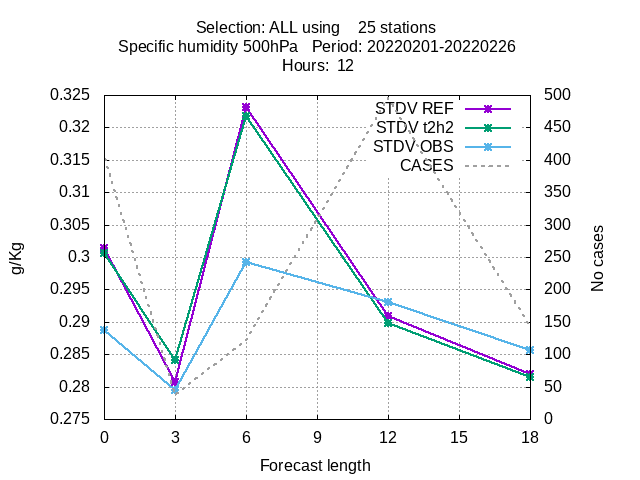 Selection: ALL using    25 stations
Specific humidity 500hPa   Period: 20220201-20220226
Hours:  12
STDV REF
STDV t2h2
STDV OBS
CASES
g/Kg
0.325
0.32
0.315
0.31
0.305
0.3
0.295
0.29
0.285
0.28
0.275
500
450
400
350
300
250
200
150
100
50
0
No cases
0 3 6 9 12 15 18
Forecast length